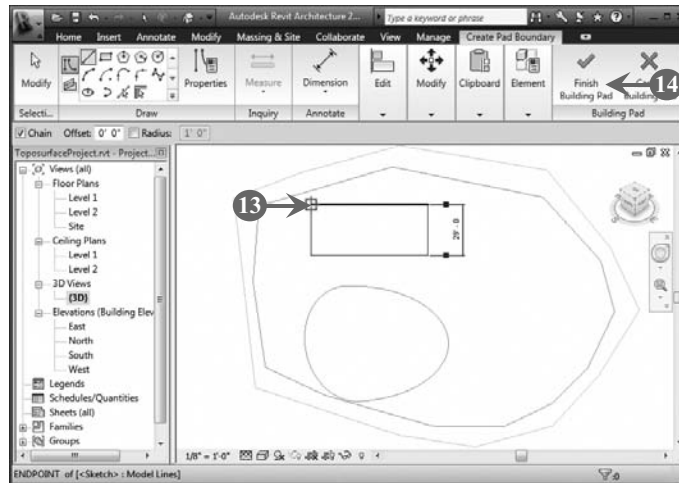 Autodesk Revit Architecture 2...
Type a keyword or phrase
Home Insert Annotate Modify Massing & Site Collaborate View Manage Create Pad Boundary
Modify
Properties
Measure
Dimension
Edit
Modify
Clipboard
Element
Finish
Building Pad
14
Selecti... Draw Inquiry Annotate Building Pad
Chain Offset: 0' 0" Radius: 1' 0"
ToposurfaceProject.rvt - Project...
Views (all)
Floor Plans
Level 1
Level 2
Site
Ceiling Plans
Level 1
Level 2
3D Views
{3D}
Elevations (Building Elev
East
North
South
West
Legends
Schedules/Quantities
Sheets (all)
Families
Groups
13
29' - 0
1/8" = 1'-0"
ENDPOINT of [<Sketch> : Model Lines]
:0